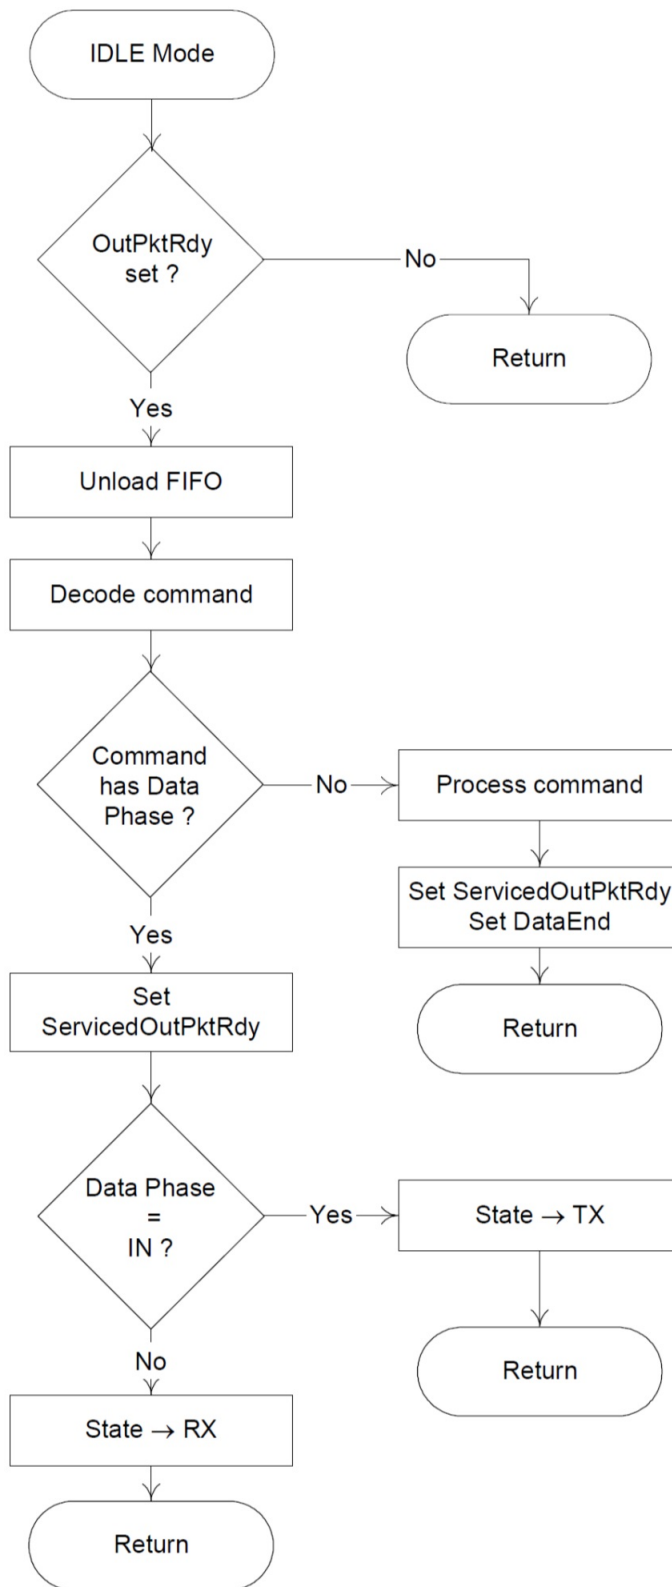 IDLE Mode
OutPktRdy
set ?
No
Return
Yes
Unload FIFO
Decode command
Command
has Data
Phase ?
No
Process command
Set ServicedOutPktRdy
Set DataEnd
Return
Yes
Set
ServicedOutPktRdy
Data Phase
=
IN ?
Yes
State → TX
Return
No
State → RX
Return